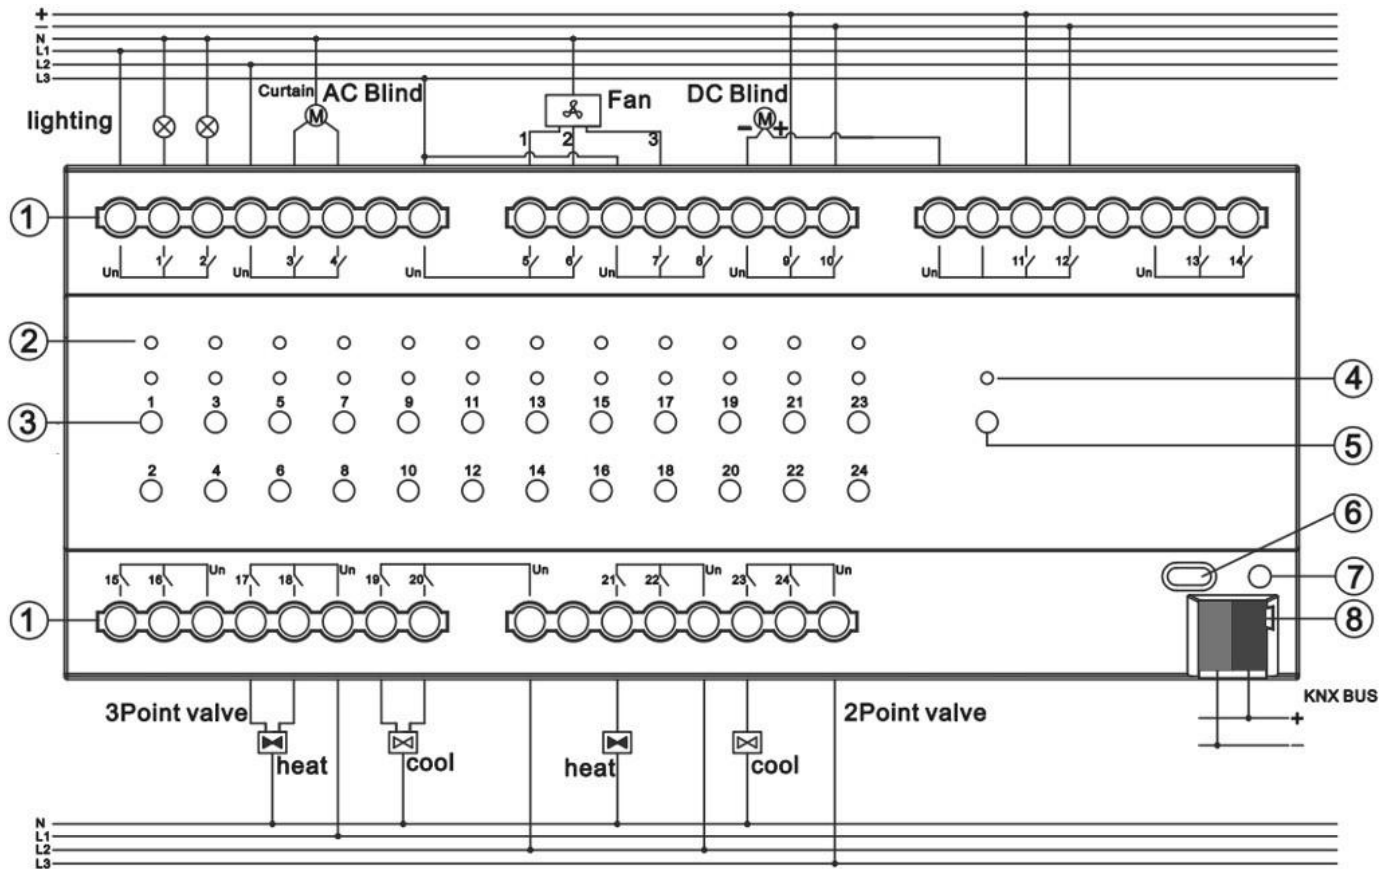 +
−
N
L1
L2
L3
Curtain AC Blind
Fan
DC Blind
lighting
M
M
− +
1 2 3
1
Un 1 2 Un 3 4 Un 5 6 Un 7 8 Un 9 10 Un 11 12 Un 13 14
2
4
1 3 5 7 9 11 13 15 17 19 21 23
3
5
2 4 6 8 10 12 14 16 18 20 22 24
6
15 16 Un 17 18 Un 19 20 Un 21 22 Un 23 24 Un
7
1
8
KNX BUS
+
−
3Point valve
2Point valve
heat
cool
heat
cool
N
L1
L2
L3